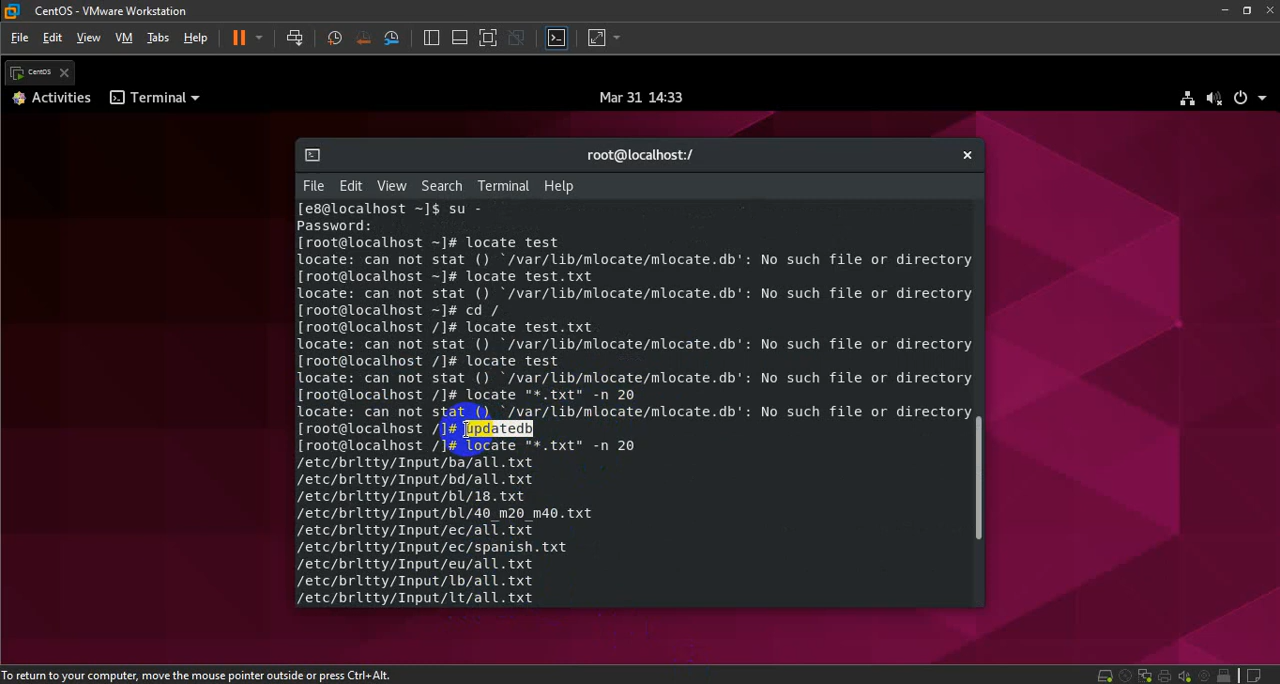 CentOS - VMware Workstation
File Edit View VM Tabs Help
CentOS
Activities Terminal Mar 31 14:33
root@localhost:/
File Edit View Search Terminal Help
[e8@localhost ~]$ su -
Password:
[root@localhost ~]# locate test
locate: can not stat () `/var/lib/mlocate/mlocate.db': No such file or directory
[root@localhost ~]# locate test.txt
locate: can not stat () `/var/lib/mlocate/mlocate.db': No such file or directory
[root@localhost ~]# cd /
[root@localhost /]# locate test.txt
locate: can not stat () `/var/lib/mlocate/mlocate.db': No such file or directory
[root@localhost /]# locate test
locate: can not stat () `/var/lib/mlocate/mlocate.db': No such file or directory
[root@localhost /]# locate "*.txt" -n 20
locate: can not stat () `/var/lib/mlocate/mlocate.db': No such file or directory
[root@localhost /]# updatedb
[root@localhost /]# locate "*.txt" -n 20
/etc/brltty/Input/ba/all.txt
/etc/brltty/Input/bd/all.txt
/etc/brltty/Input/bl/18.txt
/etc/brltty/Input/bl/40_m20_m40.txt
/etc/brltty/Input/ec/all.txt
/etc/brltty/Input/ec/spanish.txt
/etc/brltty/Input/eu/all.txt
/etc/brltty/Input/lb/all.txt
/etc/brltty/Input/lt/all.txt
To return to your computer, move the mouse pointer outside or press Ctrl+Alt.